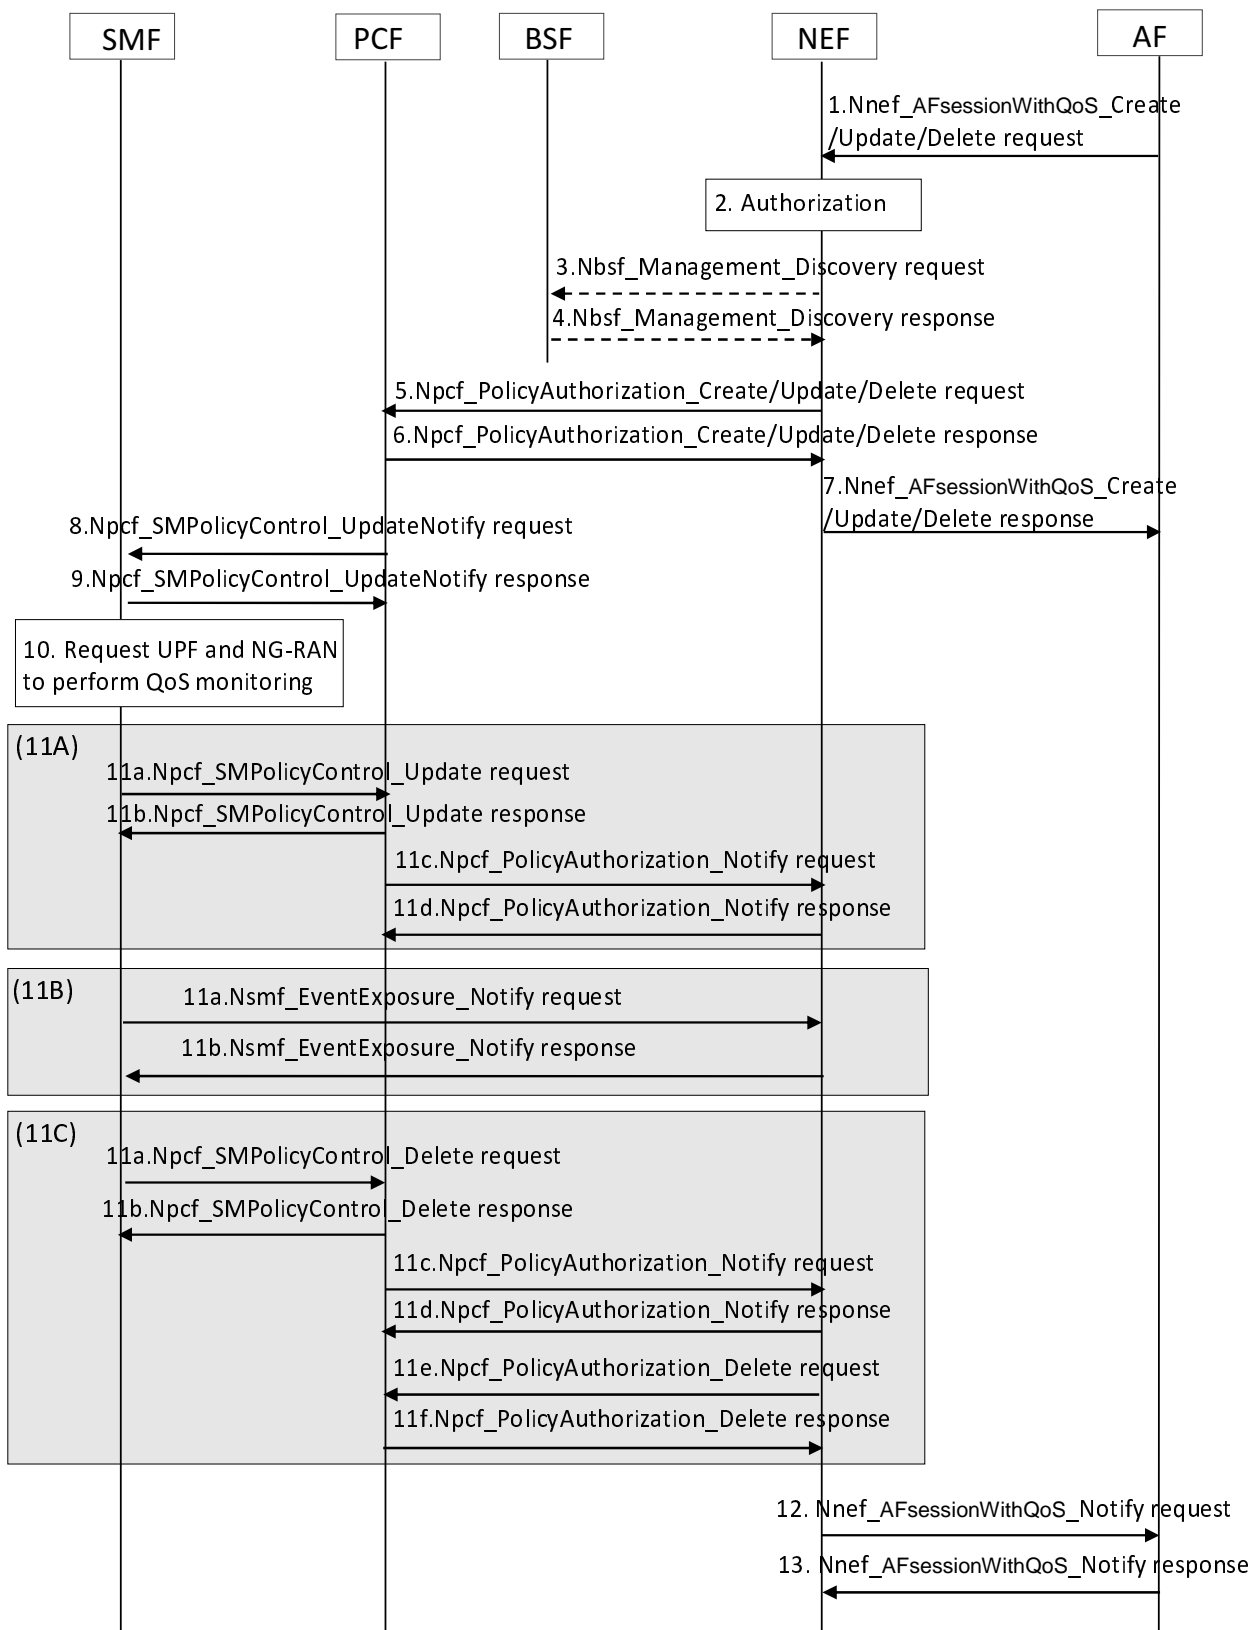 SMF
PCF
BSF
NEF
AF
1.Nnef_AFsessionWithQoS_Create
/Update/Delete request
2. Authorization
3.Nbsf_Management_Discovery request
4.Nbsf_Management_Discovery response
5.Npcf_PolicyAuthorization_Create/Update/Delete request
6.Npcf_PolicyAuthorization_Create/Update/Delete response
7.Nnef_AFsessionWithQoS_Create
/Update/Delete response
8.Npcf_SMPolicyControl_UpdateNotify request
9.Npcf_SMPolicyControl_UpdateNotify response
10. Request UPF and NG-RAN
to perform QoS monitoring
(11A)
11a.Npcf_SMPolicyControl_Update request
11b.Npcf_SMPolicyControl_Update response
11c.Npcf_PolicyAuthorization_Notify request
11d.Npcf_PolicyAuthorization_Notify response
(11B)
11a.Nsmf_EventExposure_Notify request
11b.Nsmf_EventExposure_Notify response
(11C)
11a.Npcf_SMPolicyControl_Delete request
11b.Npcf_SMPolicyControl_Delete response
11c.Npcf_PolicyAuthorization_Notify request
11d.Npcf_PolicyAuthorization_Notify response
11e.Npcf_PolicyAuthorization_Delete request
11f.Npcf_PolicyAuthorization_Delete response
12. Nnef_AFsessionWithQoS_Notify request
13. Nnef_AFsessionWithQoS_Notify response